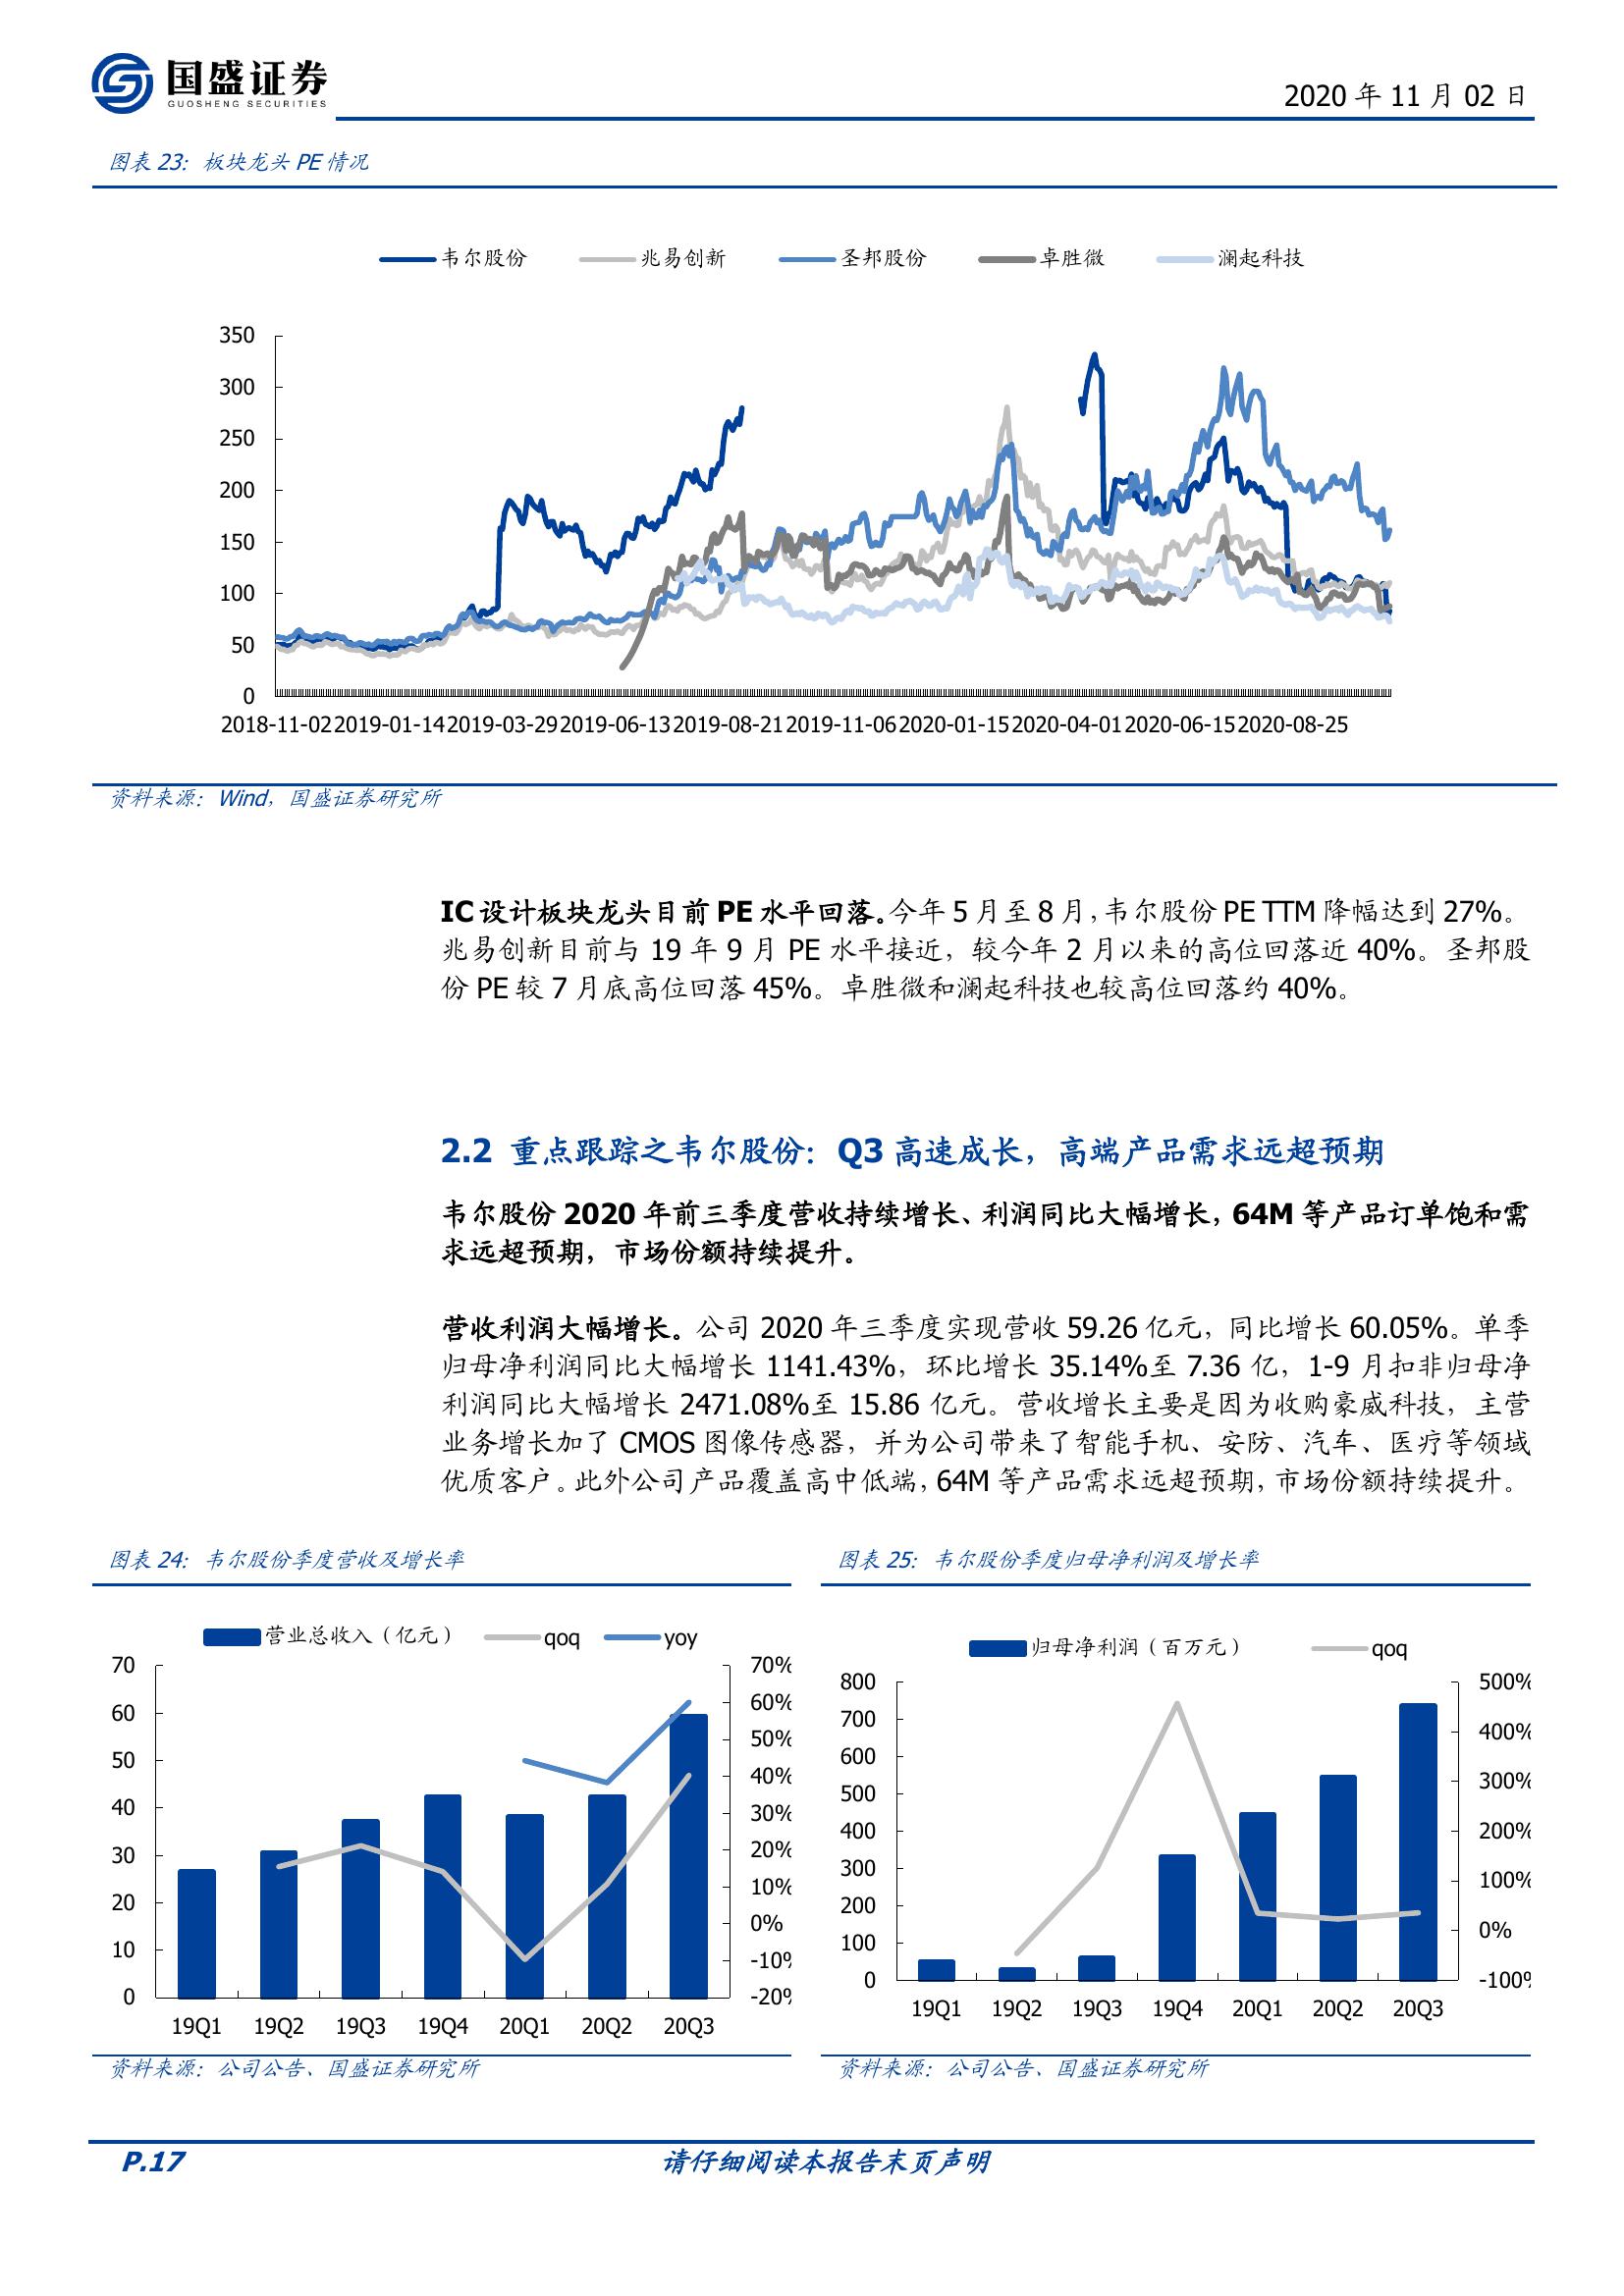 国盛证券
GUOSHENG SECURITIES
2020 年 11 月 02 日
图表 23：板块龙头 PE 情况
韦尔股份 兆易创新 圣邦股份 卓胜微 澜起科技
350
300
250
200
150
100
50
0
2018-11-02 2019-01-14 2019-03-29 2019-06-13 2019-08-21 2019-11-06 2020-01-15 2020-04-01 2020-06-15 2020-08-25
资料来源：Wind，国盛证券研究所
IC 设计板块龙头目前 PE 水平回落。今年 5 月至 8 月，韦尔股份 PE TTM 降幅达到 27%。
兆易创新目前与 19 年 9 月 PE 水平接近，较今年 2 月以来的高位回落近 40%。圣邦股
份 PE 较 7 月底高位回落 45%。卓胜微和澜起科技也较高位回落约 40%。
2.2 重点跟踪之韦尔股份：Q3 高速成长，高端产品需求远超预期
韦尔股份 2020 年前三季度营收持续增长、利润同比大幅增长，64M 等产品订单饱和需
求远超预期，市场份额持续提升。
营收利润大幅增长。公司 2020 年三季度实现营收 59.26 亿元，同比增长 60.05%。单季
归母净利润同比大幅增长 1141.43%，环比增长 35.14%至 7.36 亿，1-9 月扣非归母净
利润同比大幅增长 2471.08%至 15.86 亿元。营收增长主要是因为收购豪威科技，主营
业务增长加了 CMOS 图像传感器，并为公司带来了智能手机、安防、汽车、医疗等领域
优质客户。此外公司产品覆盖高中低端，64M 等产品需求远超预期，市场份额持续提升。
图表 24：韦尔股份季度营收及增长率
营业总收入（亿元） qoq yoy
70 70%
60 60%
50 50%
40 40%
30 30%
20 20%
10 10%
0 0%
-10%
-20%
19Q1 19Q2 19Q3 19Q4 20Q1 20Q2 20Q3
资料来源：公司公告、国盛证券研究所
图表 25：韦尔股份季度归母净利润及增长率
归母净利润（百万元） qoq
800 500%
700 400%
600 300%
500 200%
400 100%
300 0%
200 -100%
100
0
19Q1 19Q2 19Q3 19Q4 20Q1 20Q2 20Q3
资料来源：公司公告、国盛证券研究所
P.17 请仔细阅读本报告末页声明